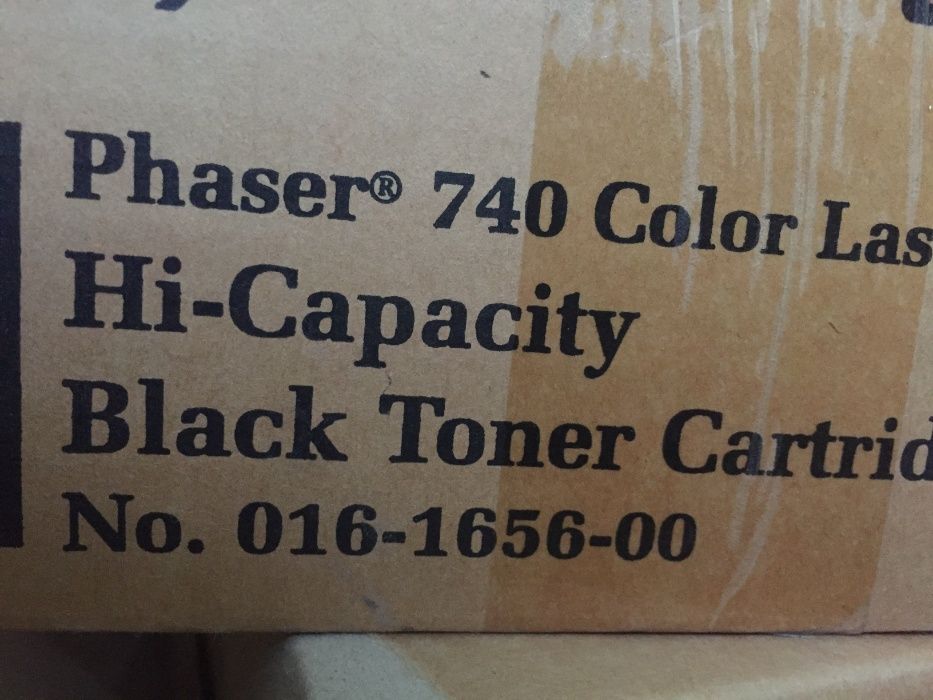 Phaser® 740 Color Las
Hi-Capacity
Black Toner Cartrid
No. 016-1656-00